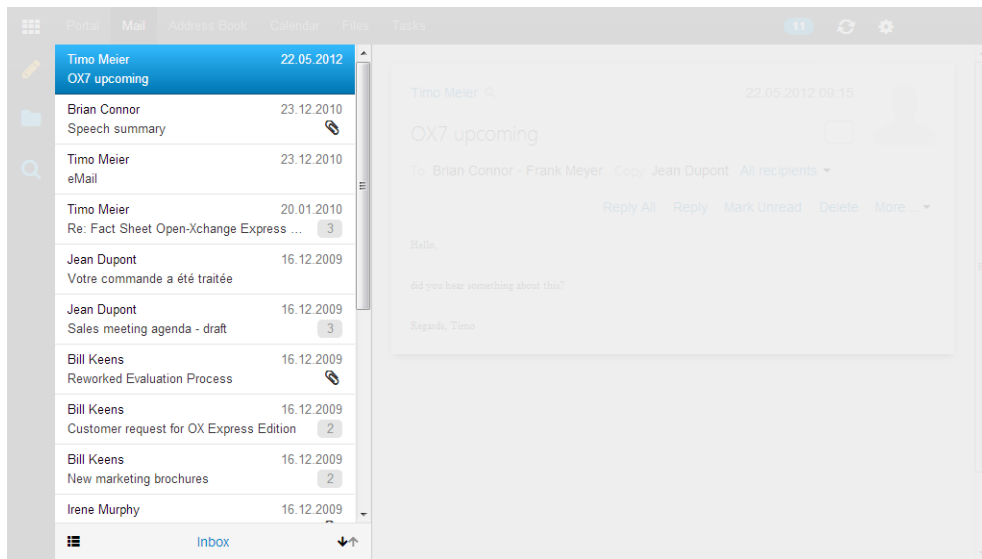 Portal Mail Address Book Calendar Files Tasks 11
Timo Meier 22.05.2012
OX7 upcoming
Brian Connor 23.12.2010
Speech summary
Timo Meier 23.12.2010
eMail
Timo Meier 20.01.2010
Re: Fact Sheet Open-Xchange Express ... 3
Jean Dupont 16.12.2009
Votre commande a été traitée
Jean Dupont 16.12.2009
Sales meeting agenda - draft 3
Bill Keens 16.12.2009
Reworked Evaluation Process
Bill Keens 16.12.2009
Customer request for OX Express Edition 2
Bill Keens 16.12.2009
New marketing brochures 2
Irene Murphy 16.12.2009
Inbox
Timo Meier 22.05.2012 09:15
OX7 upcoming
To: Brian Connor - Frank Meyer Copy: Jean Dupont All recipients
Reply All Reply Mark Unread Delete More ...
Hello,
did you hear something about this?
Regards, Timo